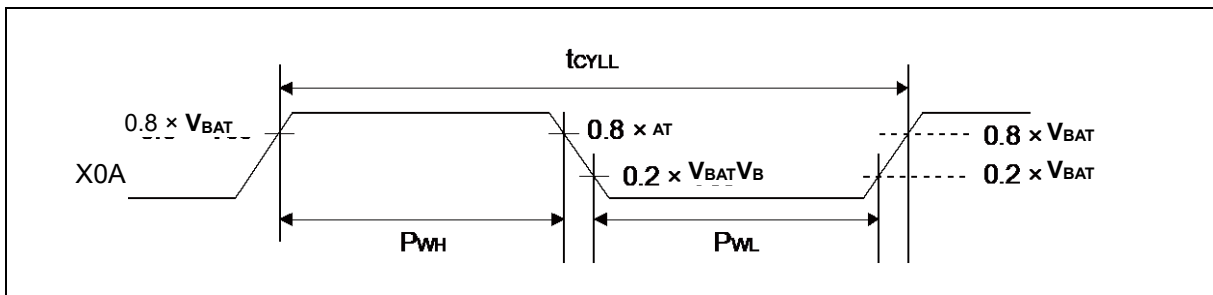 tCYLL
0.8 × VBAT
0.8 × AT
0.8 × VBAT
X0A
0.2 × VBATVB
0.2 × VBAT
PWH
PWL